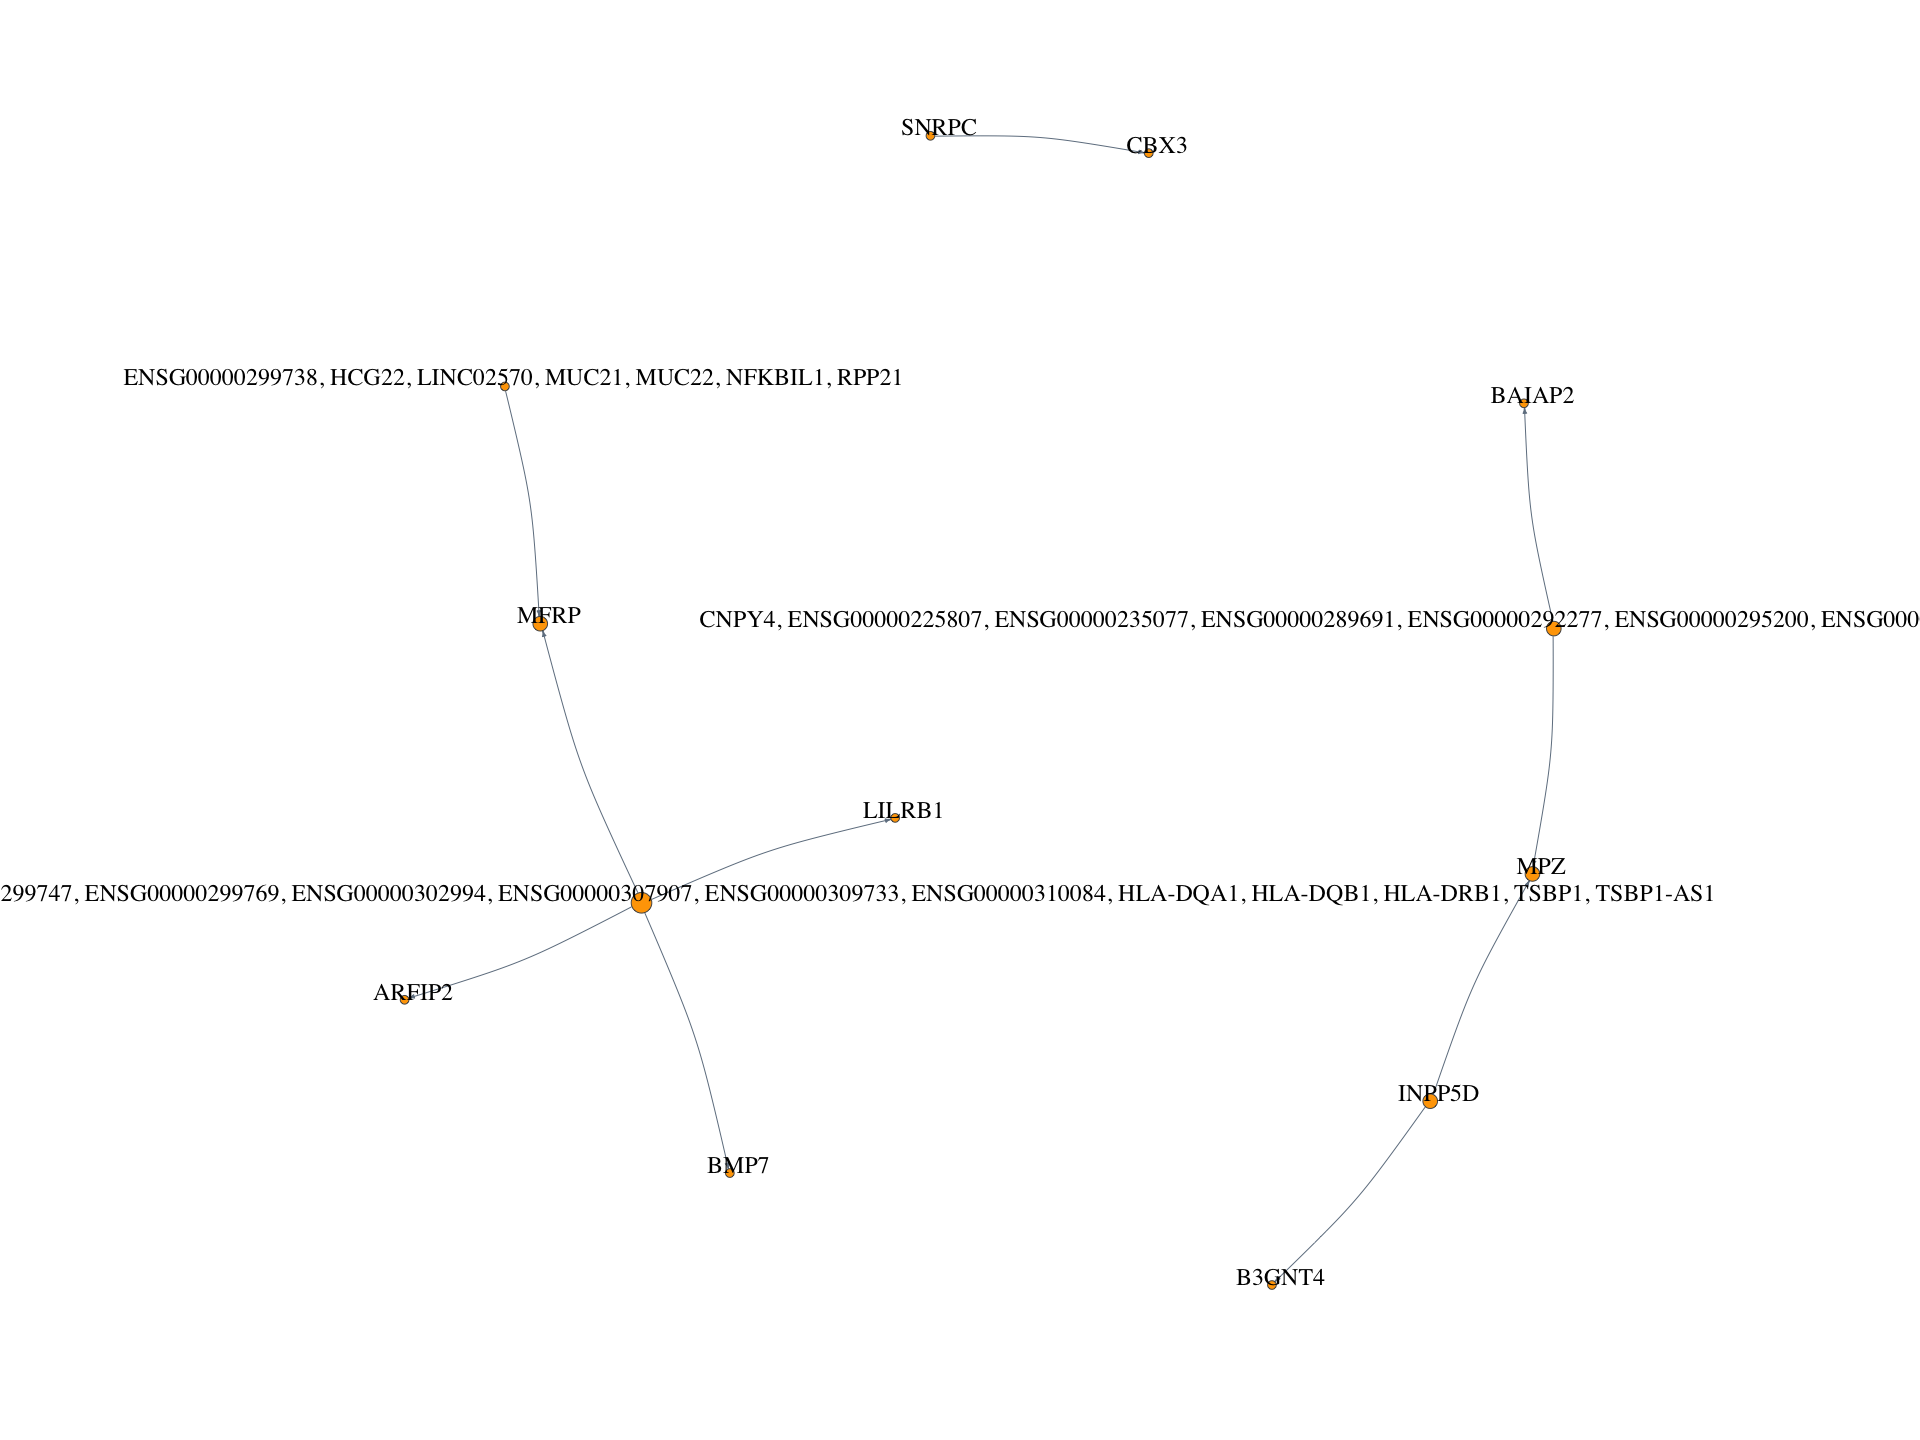 SNRPC
CBX3
ENSG00000299738, HCG22, LINC02570, MUC21, MUC22, NFKBIL1, RPP21
BAIAP2
MFRP
CNPY4, ENSG00000225807, ENSG00000235077, ENSG00000289691, ENSG00000292277, ENSG00000295200, ENSG000
LILRB1
MPZ
299747, ENSG00000299769, ENSG00000302994, ENSG00000307907, ENSG00000309733, ENSG00000310084, HLA-DQA1, HLA-DQB1, HLA-DRB1, TSBP1, TSBP1-AS1
ARFIP2
INPP5D
BMP7
B3GNT4